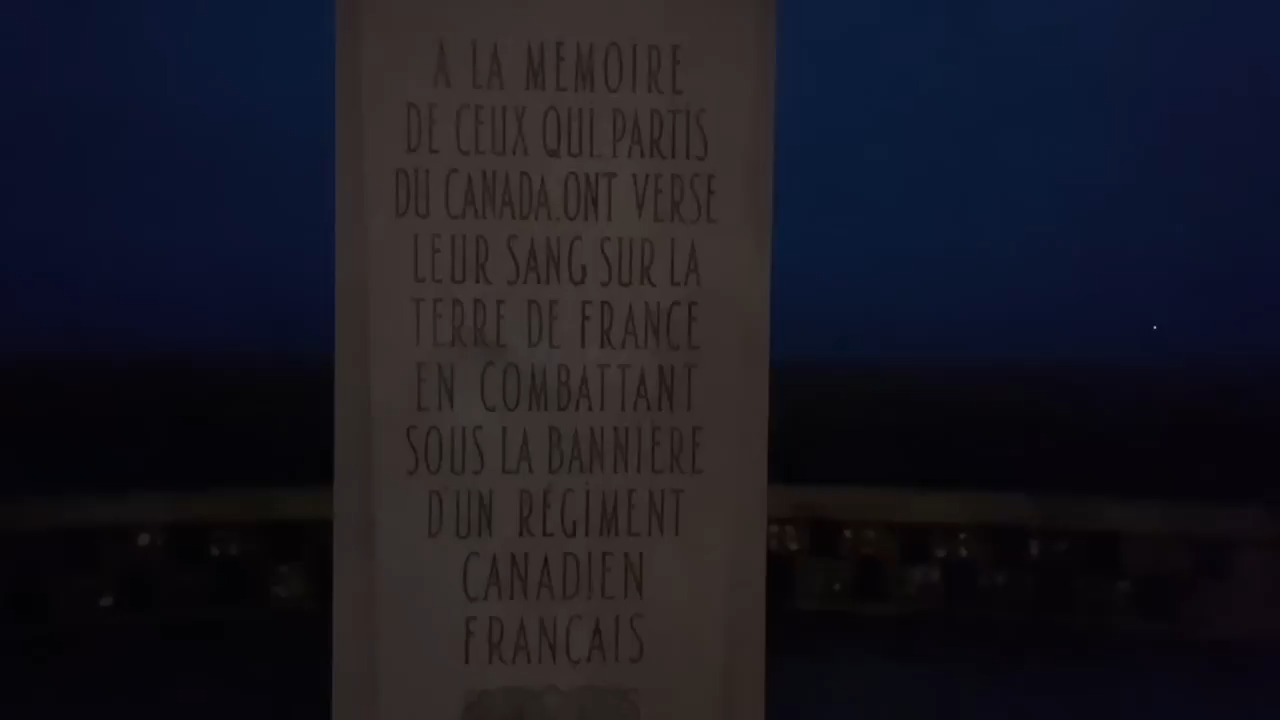 A LA MEMOIRE
DE CEUX QUI.PARTIS
DU CANADA.ONT VERSE
LEUR SANG SUR LA
TERRE DE FRANCE
EN COMBATTANT
SOUS LA BANNIERE
D'UN RÉGIMENT
CANADIEN
FRANÇAIS